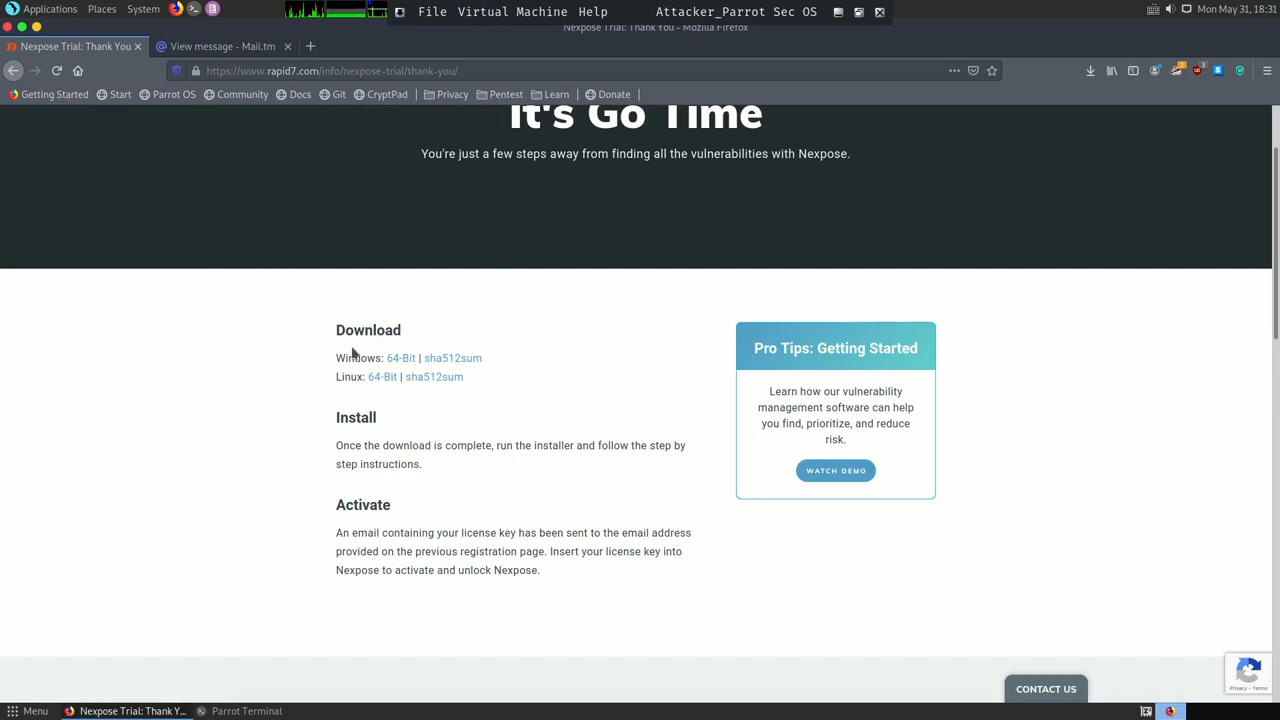 Applications Places System File Virtual Machine Help Attacker_Parrot Sec OS Mon May 31, 18:31
Nexpose Trial: Thank You - Mozilla Firefox
Nexpose Trial: Thank You View message - Mail.tm
https://www.rapid7.com/info/nexpose-trial/thank-you/
Getting Started Start Parrot OS Community Docs Git CryptPad Privacy Pentest Learn Donate
It's Go Time
You're just a few steps away from finding all the vulnerabilities with Nexpose.
Download
Windows: 64-Bit | sha512sum
Linux: 64-Bit | sha512sum
Install
Once the download is complete, run the installer and follow the step by
step instructions.
Activate
An email containing your license key has been sent to the email address
provided on the previous registration page. Insert your license key into
Nexpose to activate and unlock Nexpose.
Pro Tips: Getting Started
Learn how our vulnerability
management software can help
you find, prioritize, and reduce
risk.
WATCH DEMO
Privacy - Terms
CONTACT US
Menu Nexpose Trial: Thank Y... Parrot Terminal